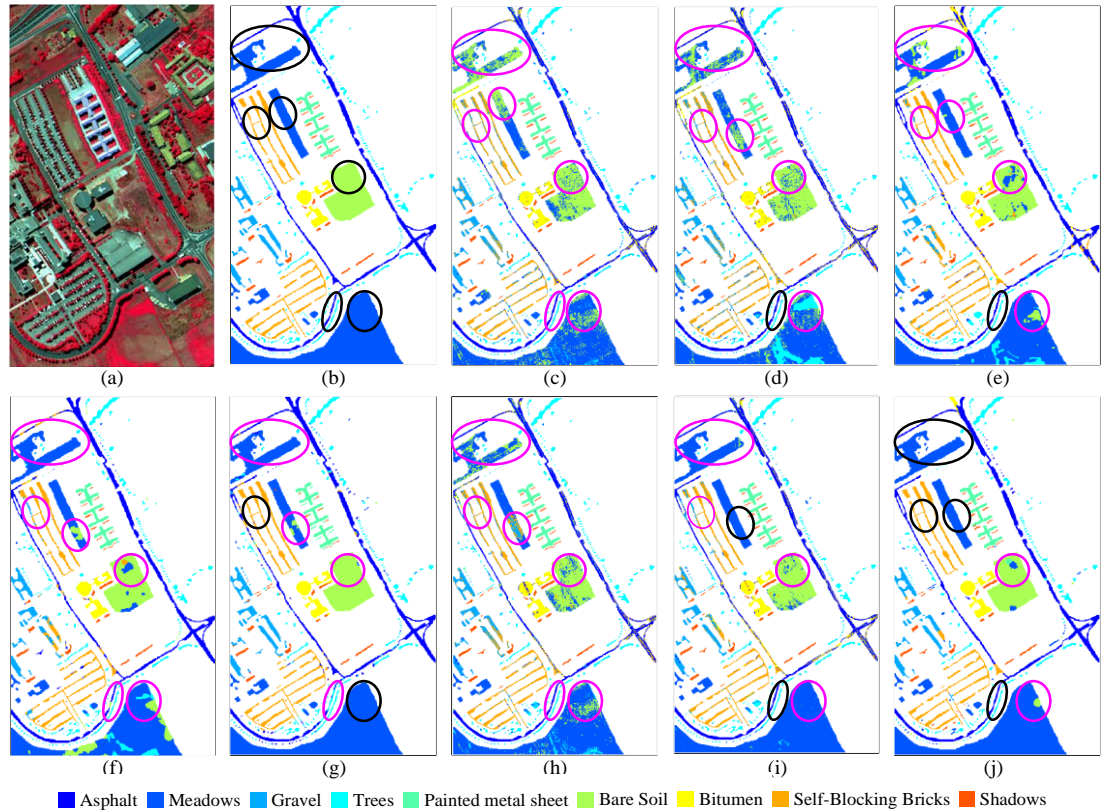 (a) (b) (c) (d) (e)
(f) (g) (h) (i) (j)
Asphalt Meadows Gravel Trees Painted metal sheet Bare Soil Bitumen Self-Blocking Bricks Shadows